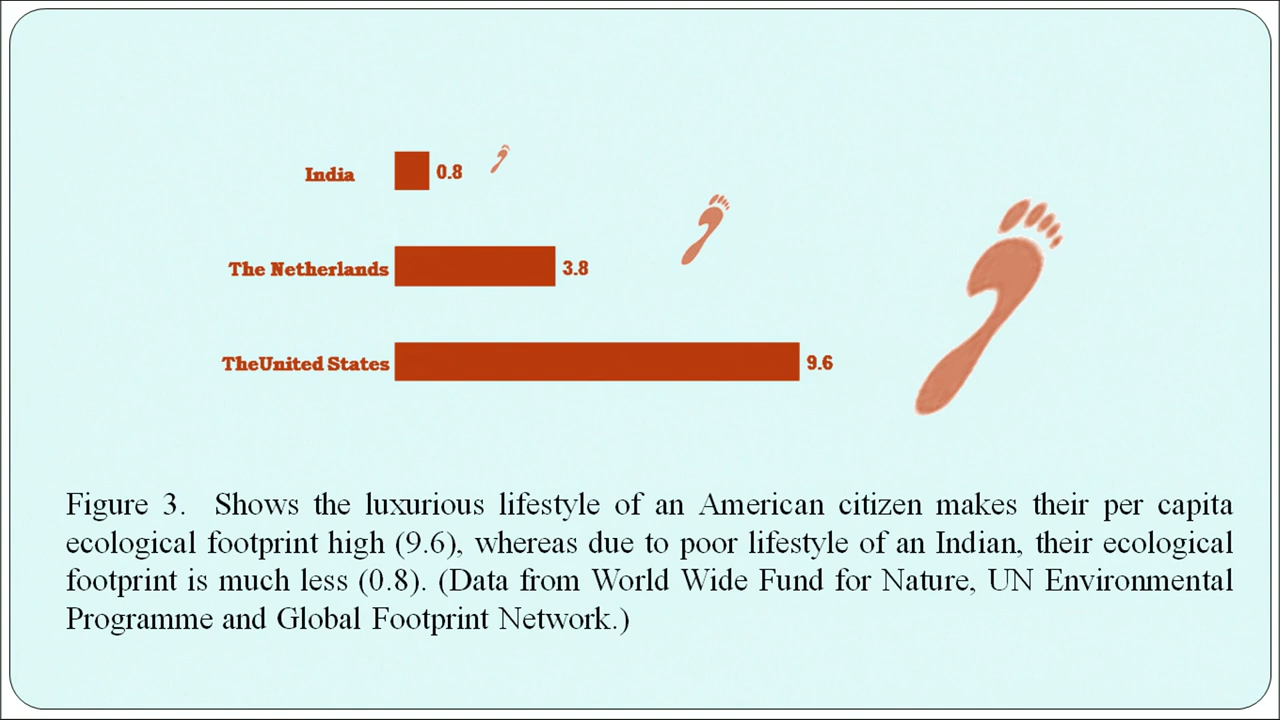 India 0.8
The Netherlands 3.8
TheUnited States 9.6
Figure 3. Shows the luxurious lifestyle of an American citizen makes their per capita
ecological footprint high (9.6), whereas due to poor lifestyle of an Indian, their ecological
footprint is much less (0.8). (Data from World Wide Fund for Nature, UN Environmental
Programme and Global Footprint Network.)